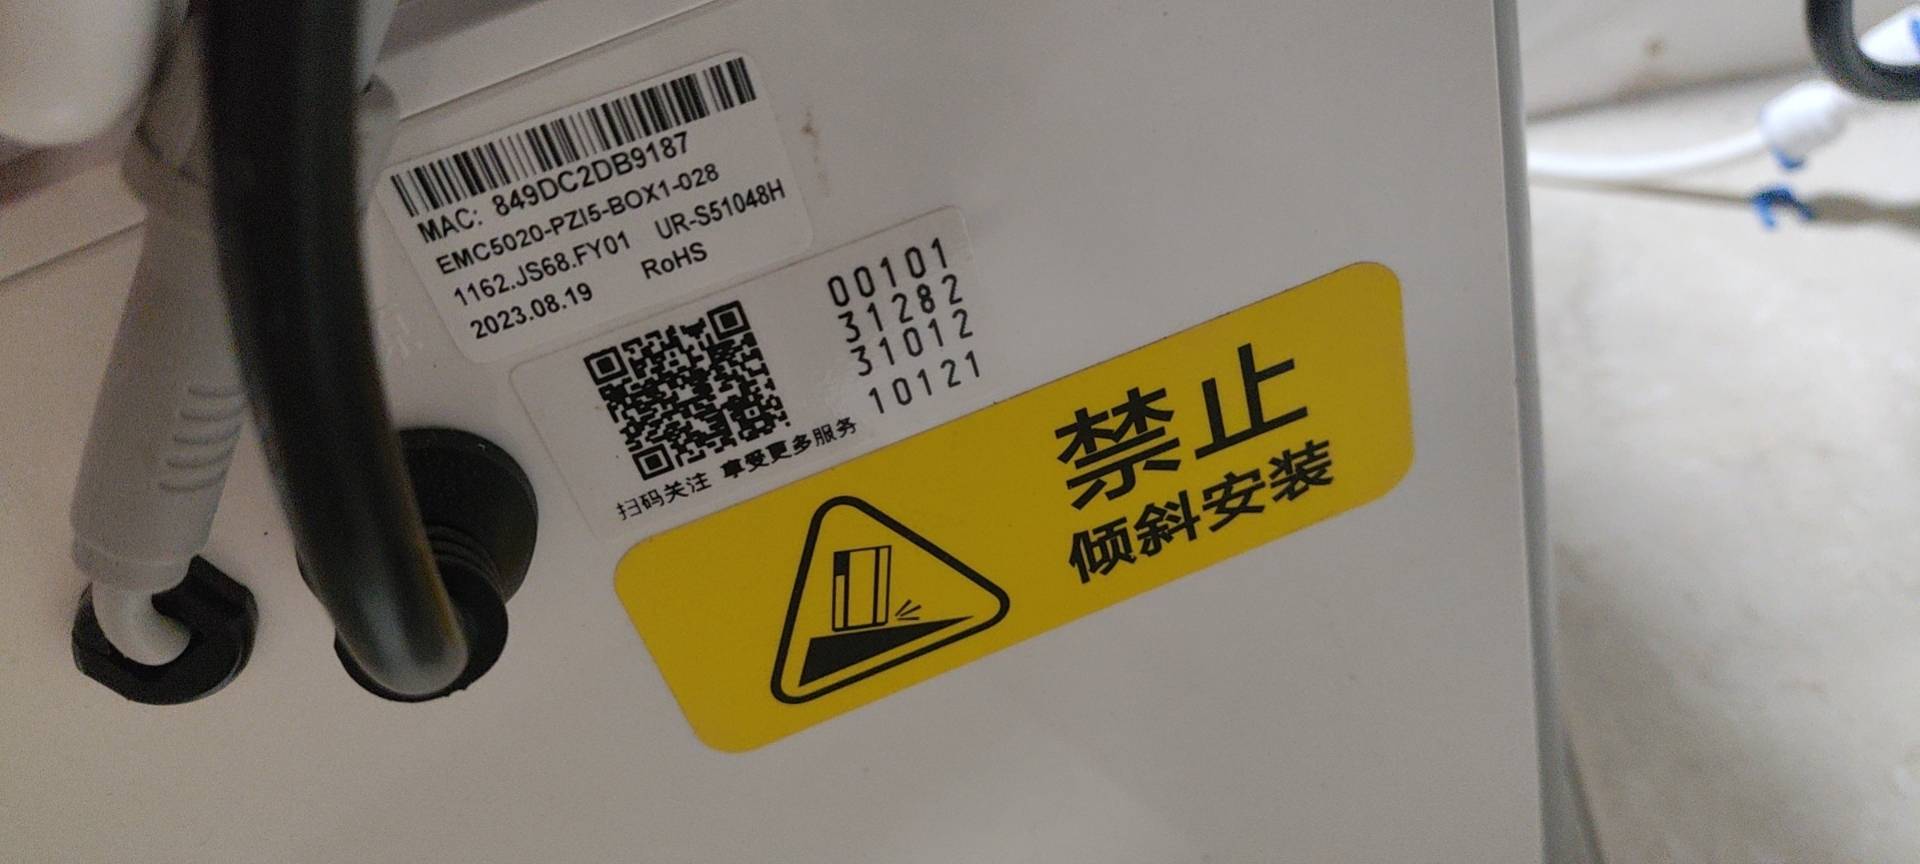 MAC: 849DC2DB9187
EMC5020-PZI5-BOX1-028
1162.JS68.FY01 UR-S51048H
2023.08.19 RoHS
00101
31282
31012
10121
扫码关注 享受更多服务
禁止
倾斜安装